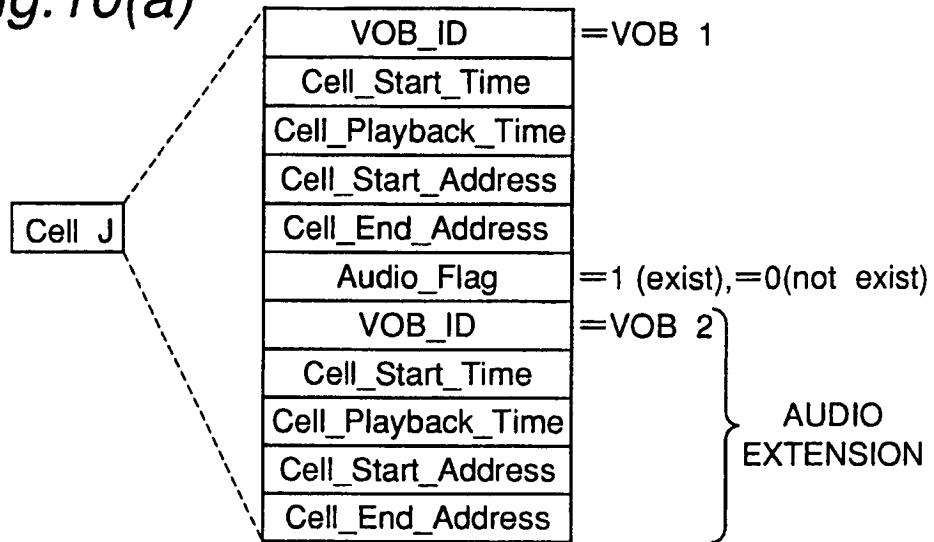 g.10(a)
VOB_ID =VOB 1
Cell_Start_Time
Cell_Playback_Time
Cell_Start_Address
Cell J
Cell_End_Address
Audio_Flag =1 (exist),=0(not exist)
VOB_ID =VOB 2
Cell_Start_Time
Cell_Playback_Time
AUDIO
EXTENSION
Cell_Start_Address
Cell_End_Address